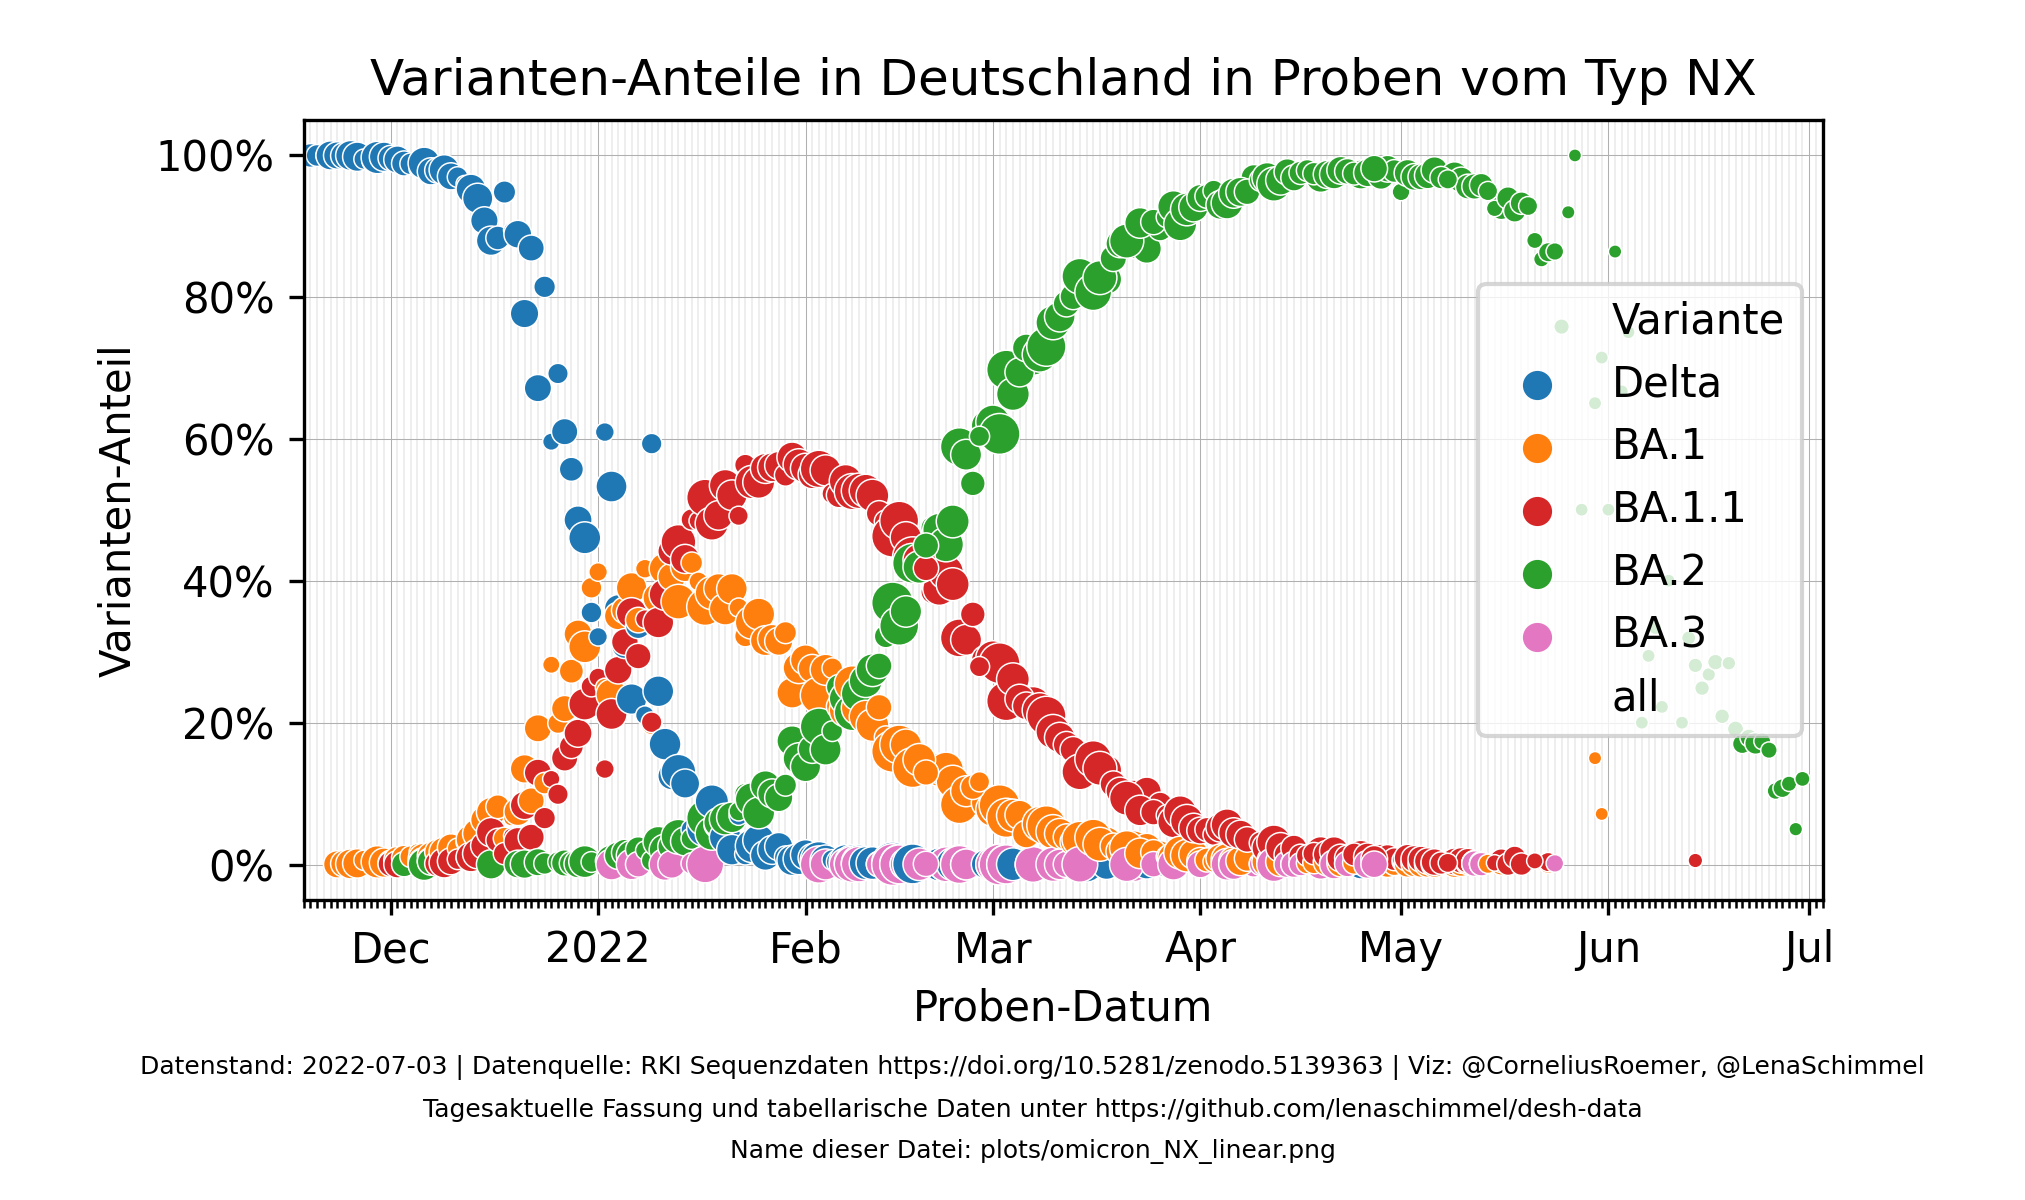 Varianten-Anteile in Deutschland in Proben vom Typ NX
100%
80%
60%
40%
20%
0%
Varianten-Anteil
Variante
Delta
BA.1
BA.1.1
BA.2
BA.3
all
Dec 2022 Feb Mar Apr May Jun Jul
Proben-Datum
Datenstand: 2022-07-03 | Datenquelle: RKI Sequenzdaten https://doi.org/10.5281/zenodo.5139363 | Viz: @CorneliusRoemer, @LenaSchimmel
Tagesaktuelle Fassung und tabellarische Daten unter https://github.com/lenaschimmel/desh-data
Name dieser Datei: plots/omicron_NX_linear.png